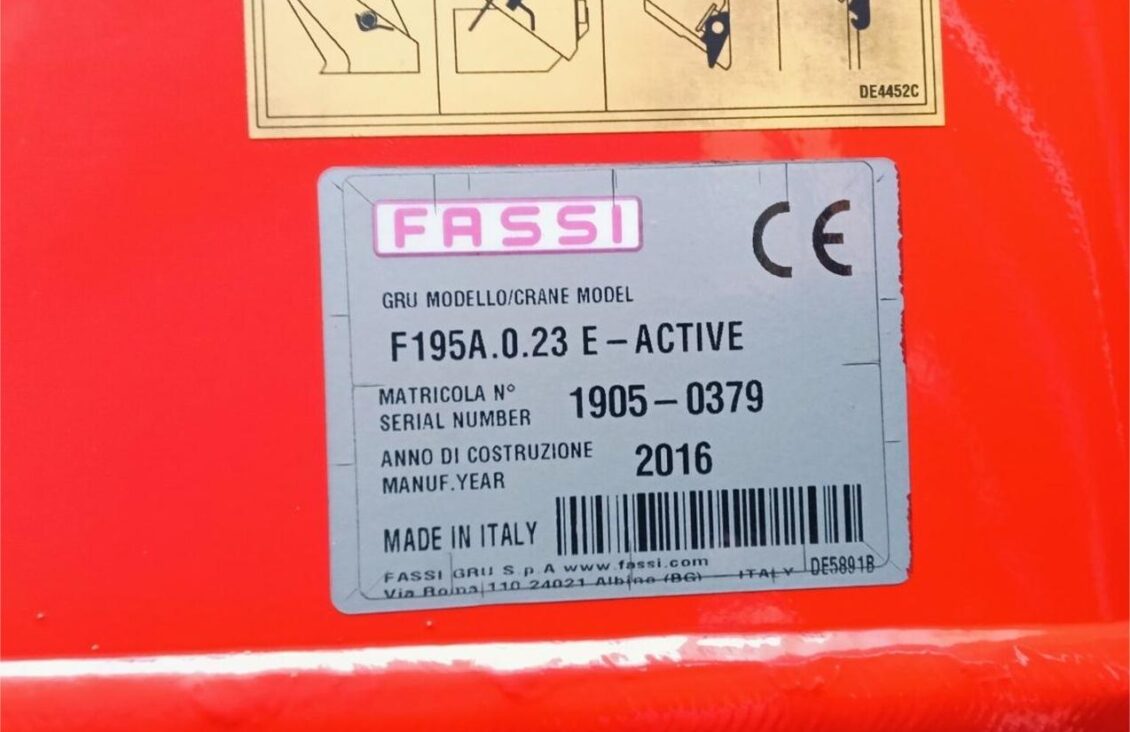 DE4452C
FASSI CE
GRU MODELLO/CRANE MODEL
F195A.0.23 E-ACTIVE
MATRICOLA N° 1905-0379
SERIAL NUMBER
ANNO DI COSTRUZIONE 2016
MANUF.YEAR
MADE IN ITALY
FASSI GRU S p A www.fassi.com
Via Roma 110 24021 Albino (BG) ITALY DE5891B